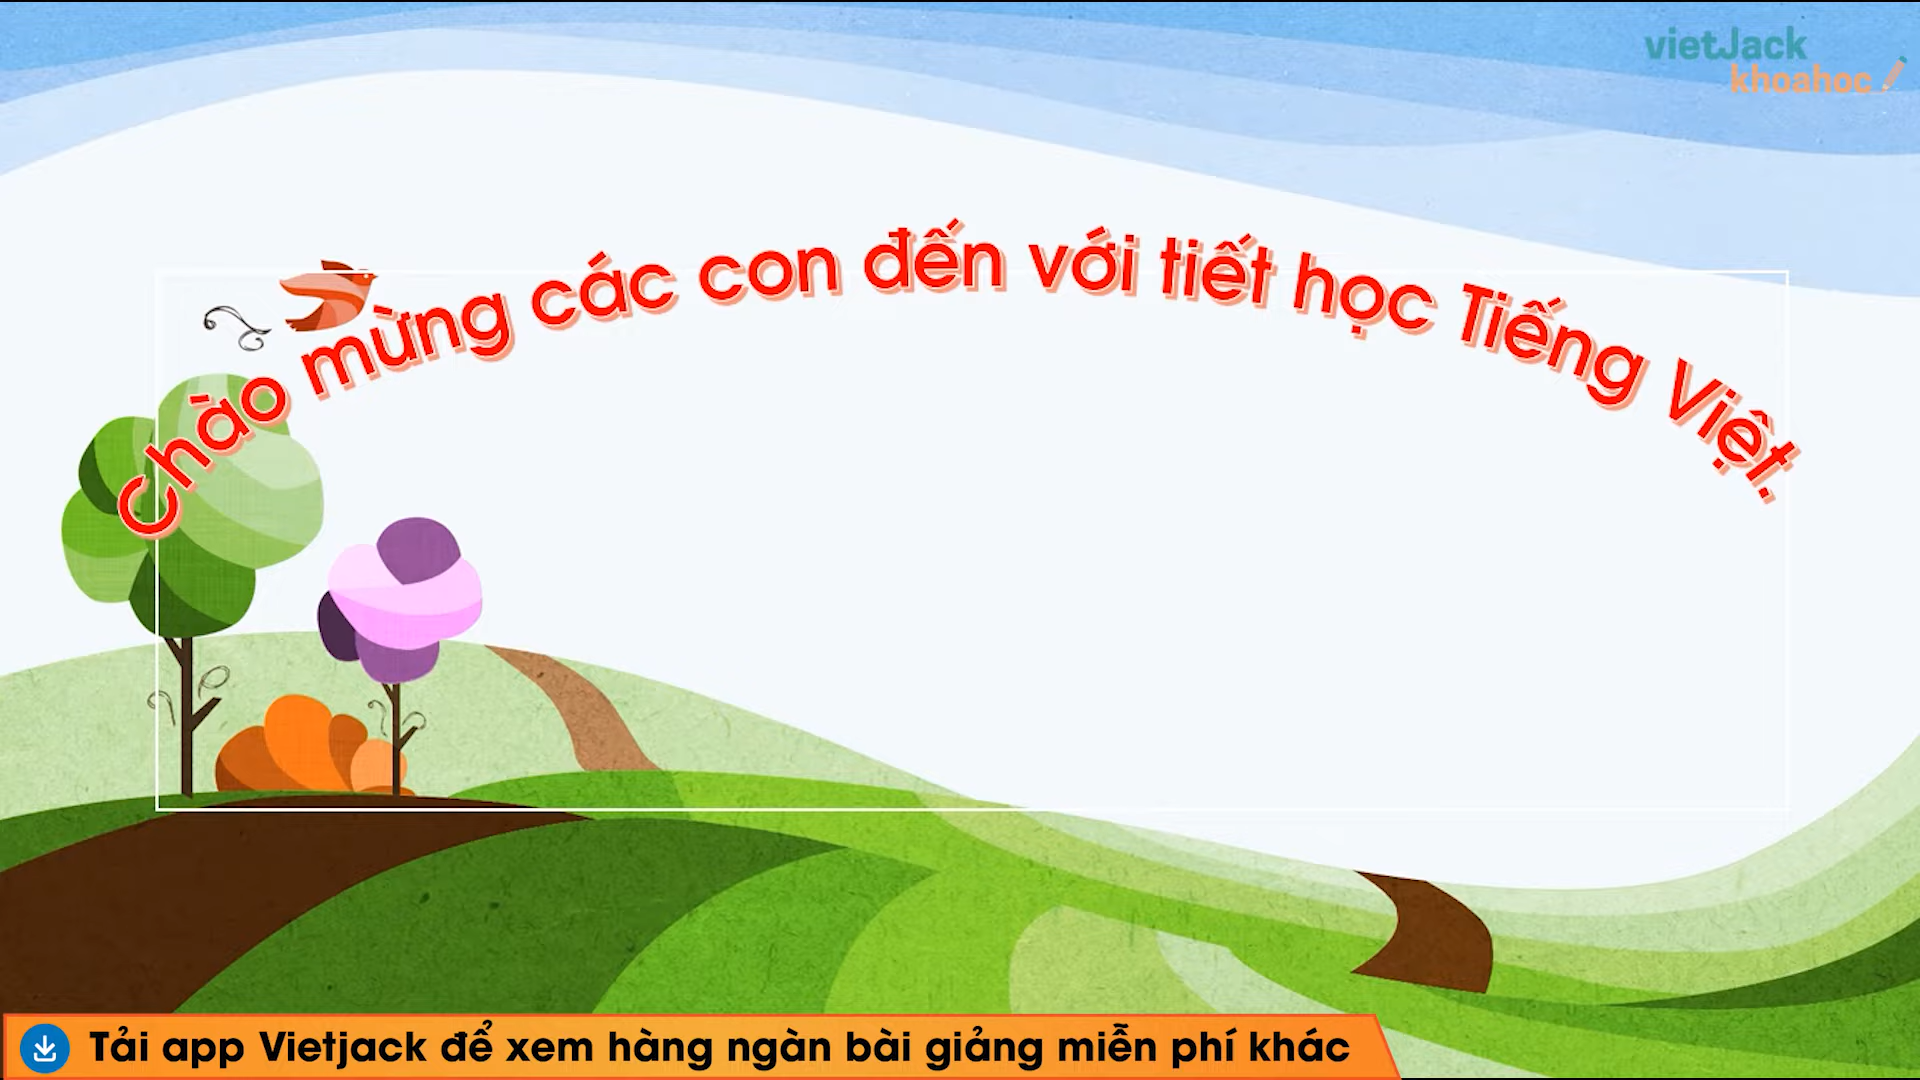 vietJack
khoahoc
Chào mừng các con đến với tiết học Tiếng Việt.
Tải app Vietjack để xem hàng ngàn bài giảng miễn phí khác